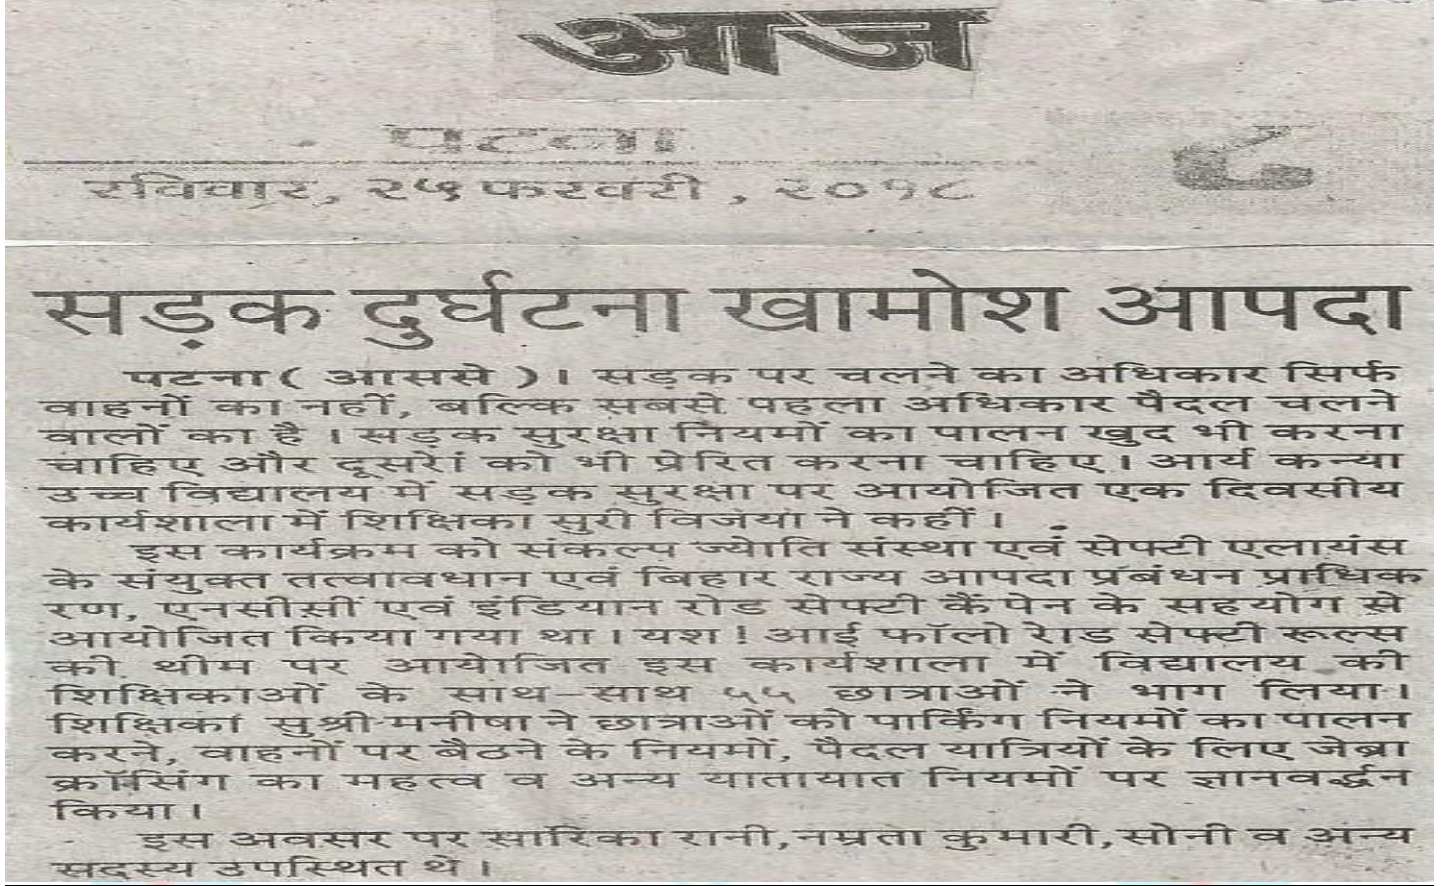 आज
पटना
८
रविवार, २५ फरवरी , २०१८
सड़क दुर्घटना खामोश आपदा
पटना ( आससे ) । सड़क पर चलने का अधिकार सिर्फ
वाहनों का नहीं, बल्कि सबसे पहला अधिकार पैदल चलने
वालों का है । सड़क सुरक्षा नियमों का पालन खुद भी करना
चाहिए और दूसरेां को भी प्रेरित करना चाहिए । आर्य कन्या
उच्च विद्यालय में सड़क सुरक्षा पर आयोजित एक दिवसीय
कार्यशाला में शिक्षिका सुरी विजया ने कहीं ।
इस कार्यक्रम को संकल्प ज्योति संस्था एवं सेफ्टी एलायंस
के संयुक्त तत्वावधान एवं बिहार राज्य आपदा प्रबंधन प्राधिक
रण, एनसीसी एवं इंडियान रोड सेफ्टी कैंपेन के सहयोग से
आयोजित किया गया था । यश ! आई फॉलो रोड सेफ्टी रूल्स
की थीम पर आयोजित इस कार्यशाला में विद्यालय की
शिक्षिकाओं के साथ-साथ ५५ छात्राओं ने भाग लिया ।
शिक्षिका सुश्री मनीषा ने छात्राओं को पार्किंग नियमों का पालन
करने, वाहनों पर बैठने के नियमों, पैदल यात्रियों के लिए जेब्रा
क्रॉसिंग का महत्व व अन्य यातायात नियमों पर ज्ञानवर्द्धन
किया ।
इस अवसर पर सारिका रानी, नम्रता कुमारी, सोनी व अन्य
सदस्य उपस्थित थे ।